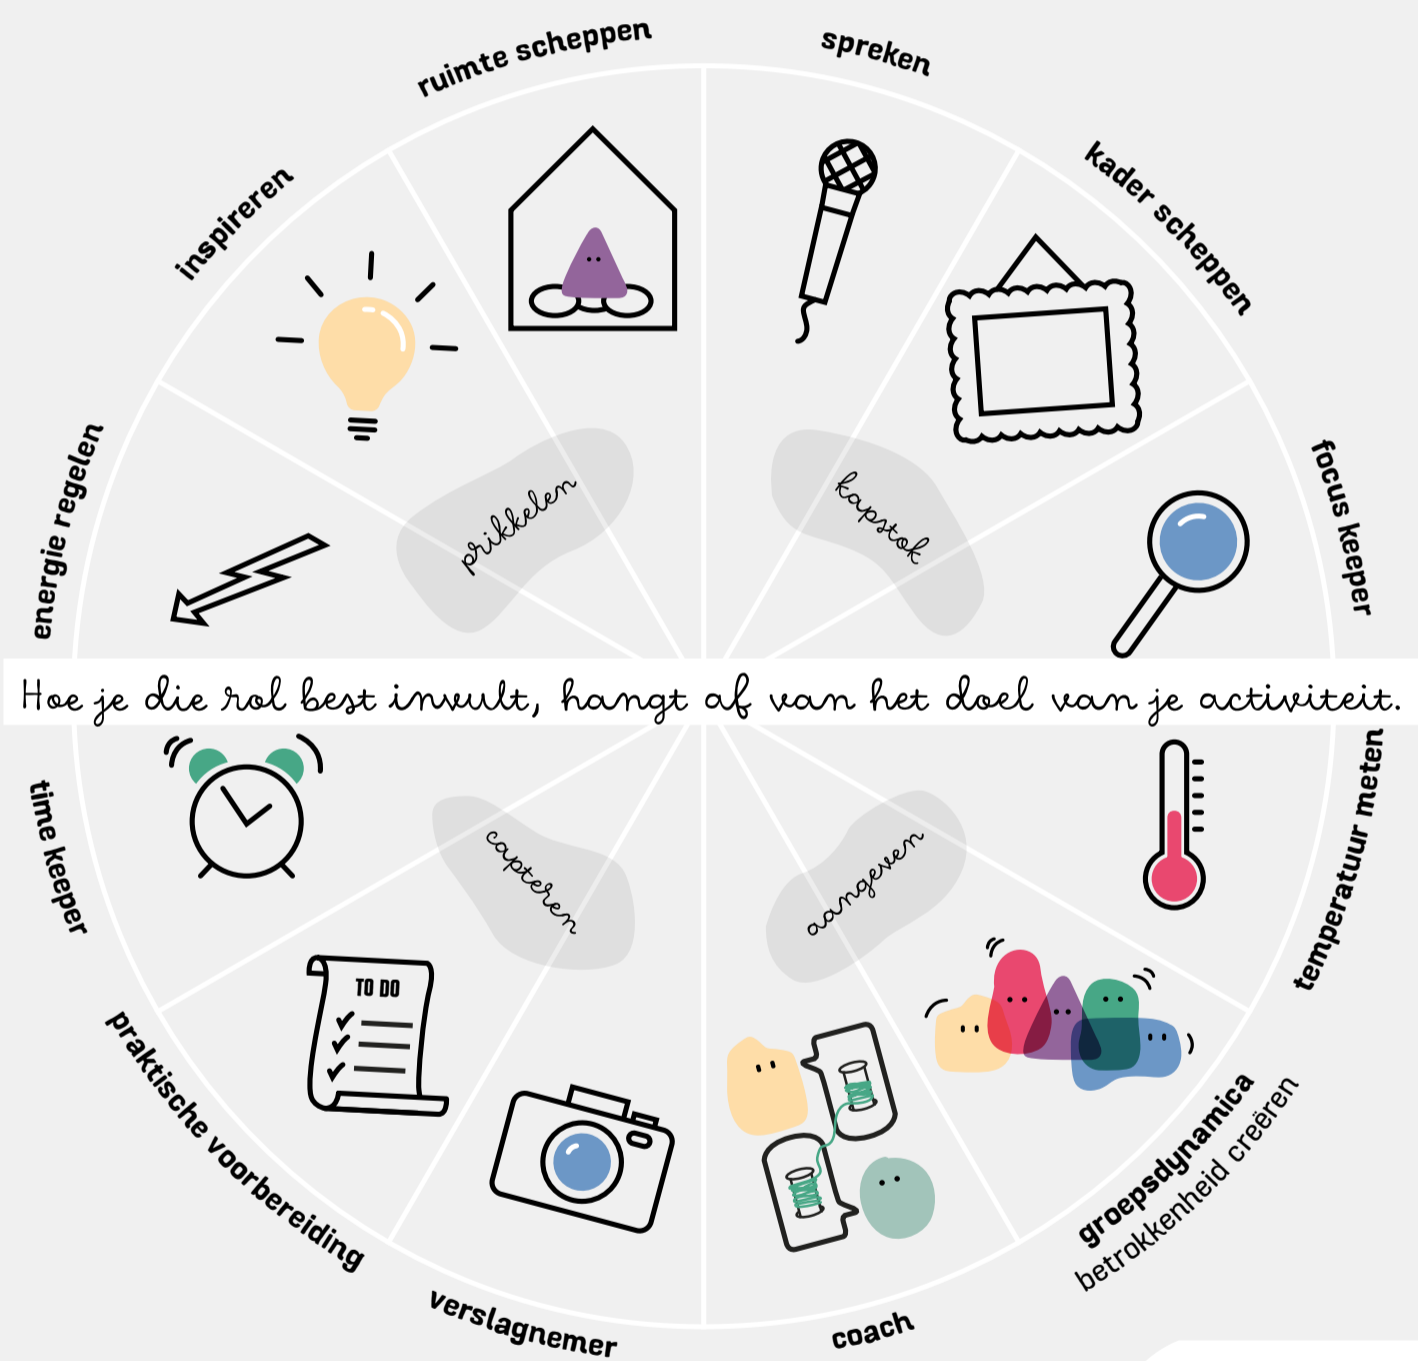 ruimte scheppen
spreken
inspireren
kader scheppen
energie regelen
focus keeper
prikkelen
kapstok
Hoe je die rol best invult, hangt af van het doel van je activiteit.
time keeper
temperatuur meten
capteren
aangeven
TO DO
praktische voorbereiding
groepsdynamica
betrokkenheid creëren
verslagnemer
coach